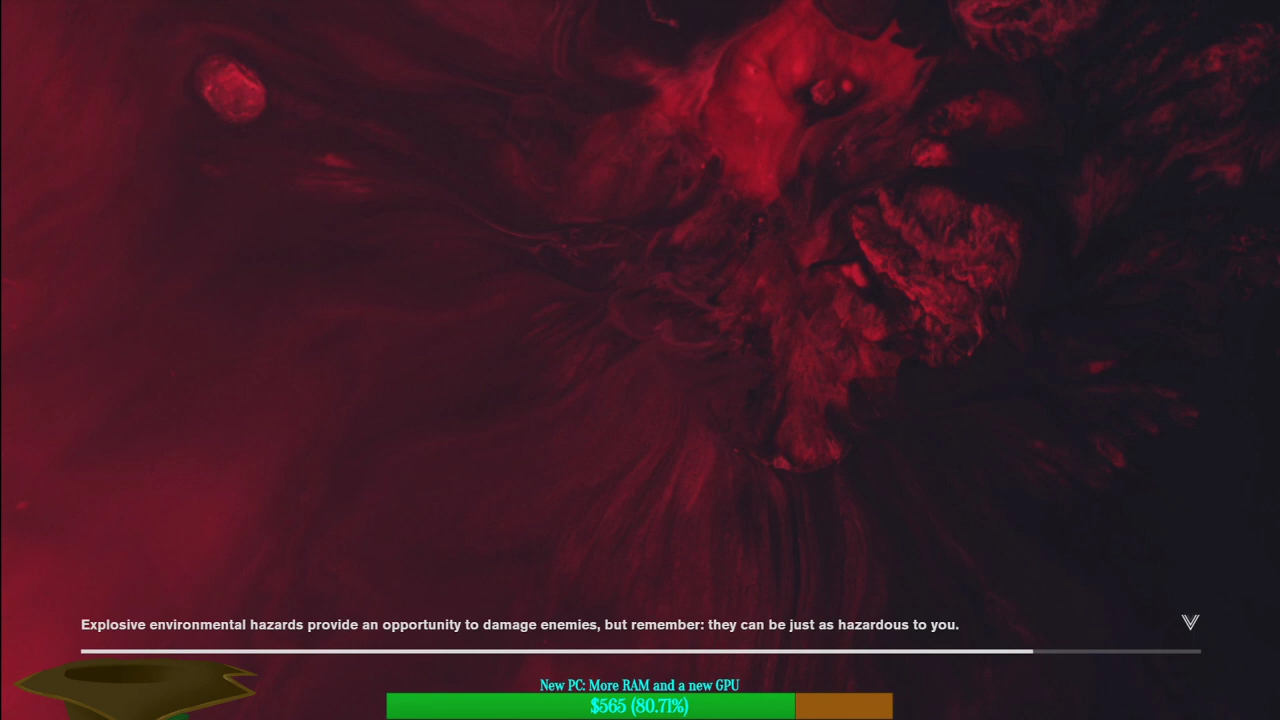 Explosive environmental hazards provide an opportunity to damage enemies, but remember: they can be just as hazardous to you.
New PC: More RAM and a new GPU
$565 (80.71%)